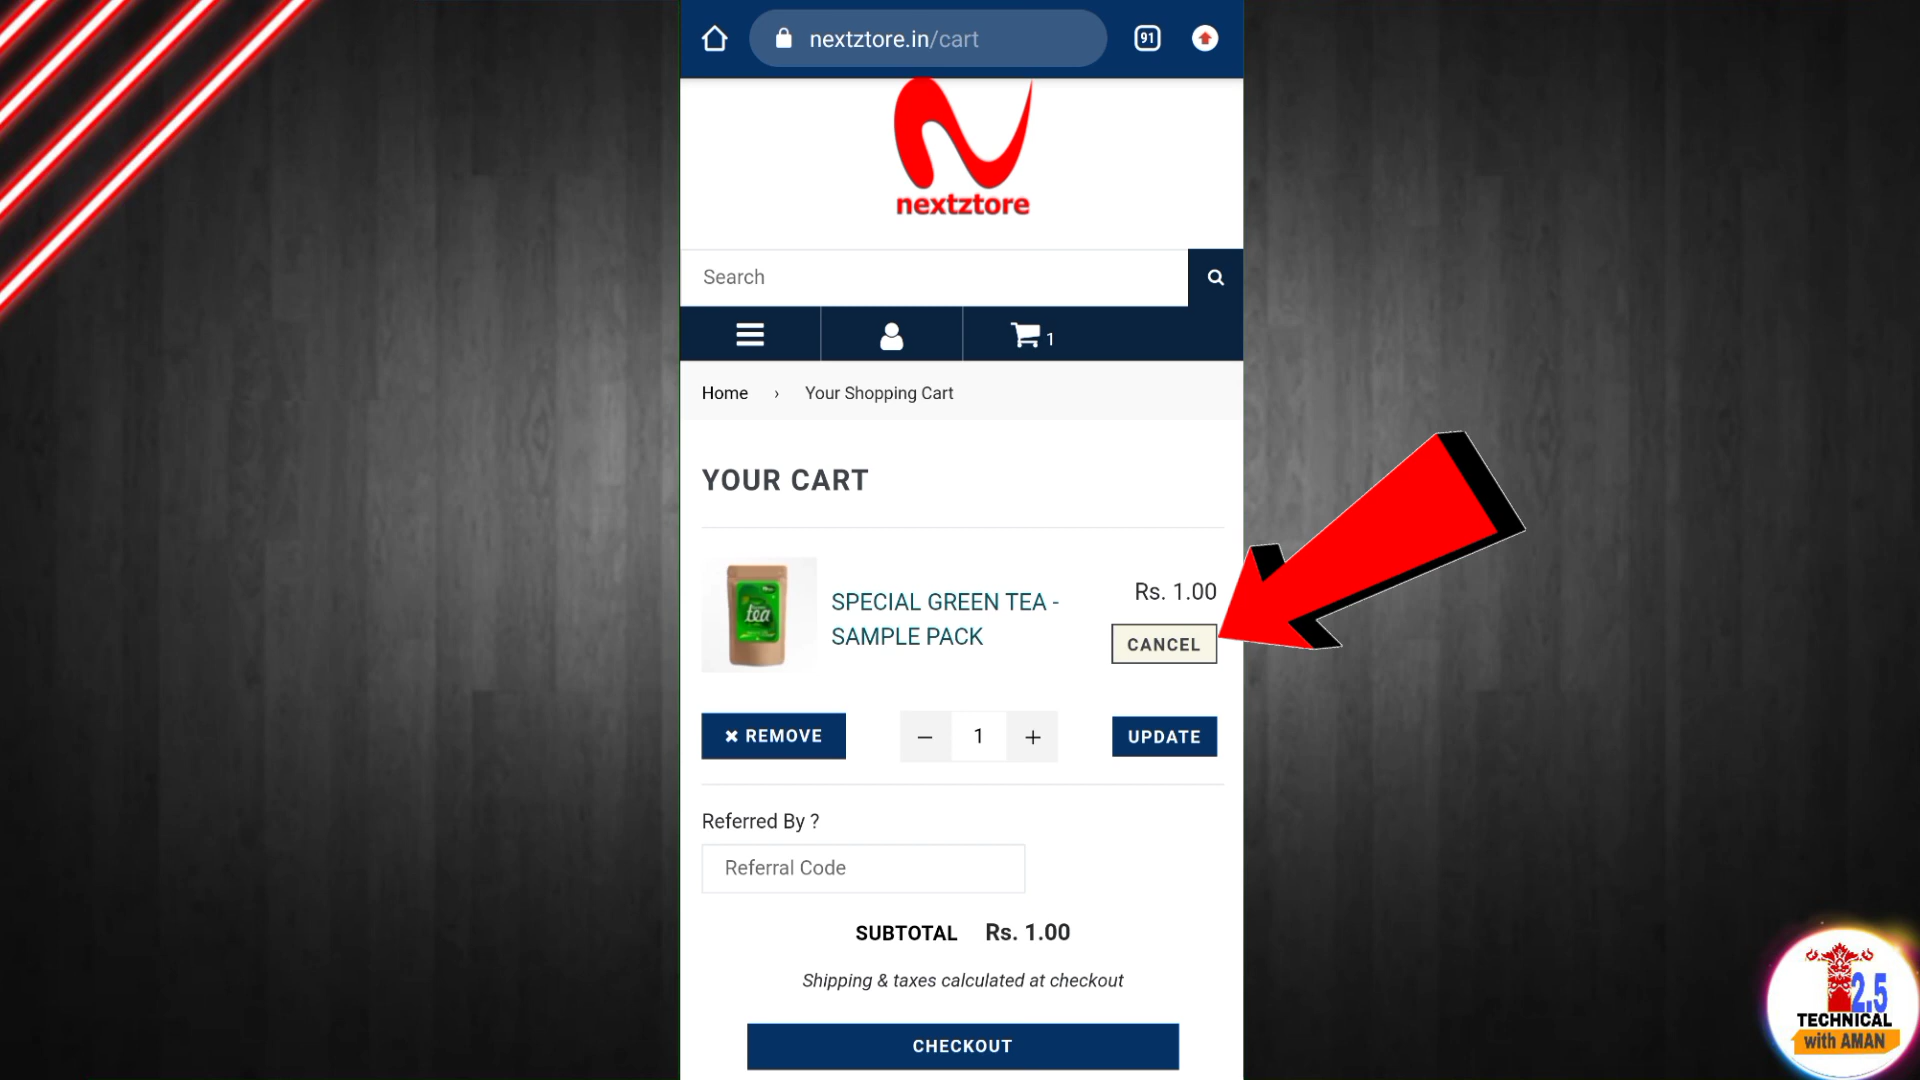 nextztore.in/cart
91
nextztore
Search
1
Home › Your Shopping Cart
YOUR CART
tea
SPECIAL GREEN TEA -
SAMPLE PACK
Rs. 1.00
CANCEL
✖ REMOVE
− 1 +
UPDATE
Referred By ?
Referral Code
SUBTOTAL Rs. 1.00
Shipping & taxes calculated at checkout
CHECKOUT
2.5
TECHNICAL
with AMAN